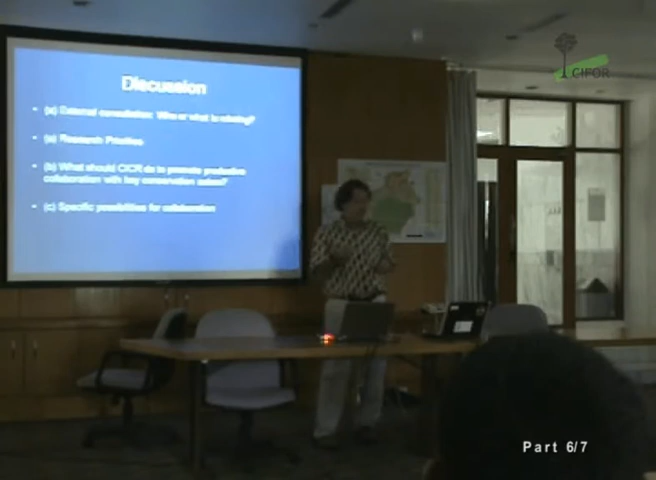 CIFOR
Discussion
• (a) External consultation: Who or what is missing?
• (a) Research Priorities
• (b) What should CIFOR do to promote productive
collaboration with key conservation actors?
• (c) Specific possibilities for collaboration
Part 6/7